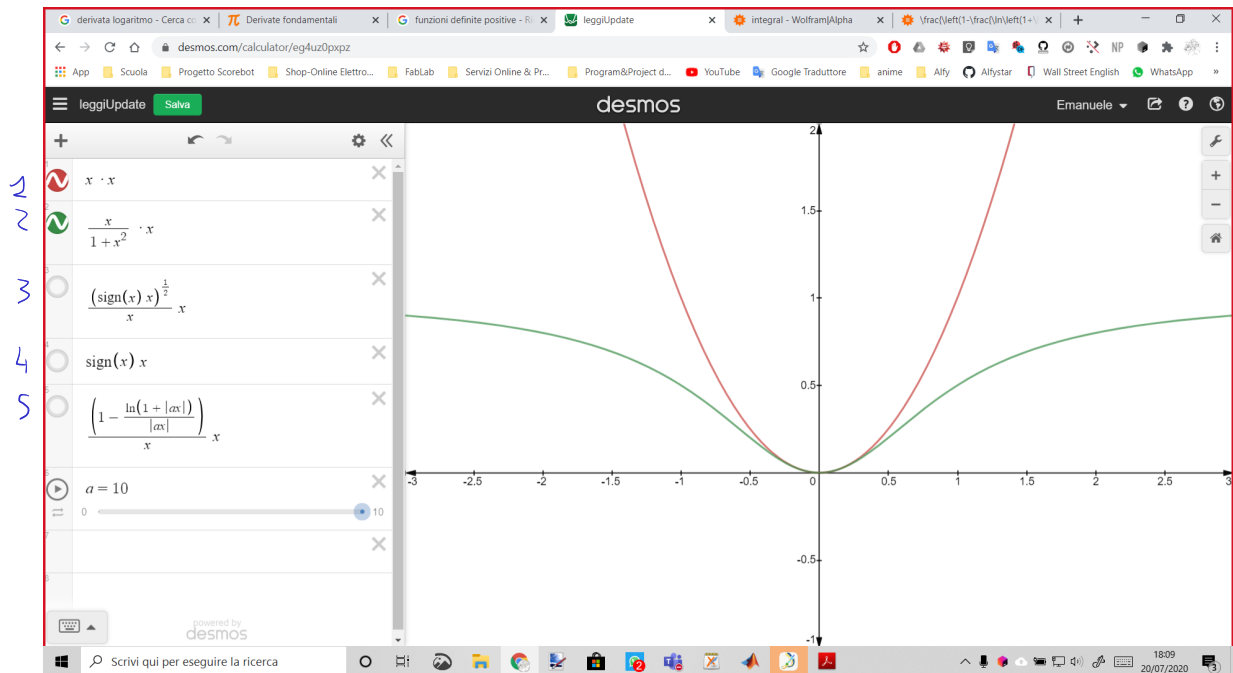 derivata logaritmo - Cerca co
Derivate fondamentali
funzioni definite positive - Ri
leggiUpdate
integral - Wolfram|Alpha
\frac{\left(1-\frac{\ln\left(1+\
desmos.com/calculator/eg4uz0pxpz
App Scuola Progetto Scorebot Shop-Online Elettro... FabLab Servizi Online & Pr... Program&Project d... YouTube Google Traduttore anime Alfy Alfystar Wall Street English WhatsApp »
leggiUpdate Salva desmos Emanuele
1 x · x
2 x/(1 + x^2) · x
3 (sign(x) x)^(1/2)/x x
4 sign(x) x
5 (1 − ln(1 + |ax|)/|ax|)/x x
6 a = 10
0 10
7
8
powered by
desmos
2
1.5
1
0.5
-3 -2.5 -2 -1.5 -1 -0.5 0 0.5 1 1.5 2 2.5 3
-0.5
-1
Scrivi qui per eseguire la ricerca
18:09
20/07/2020